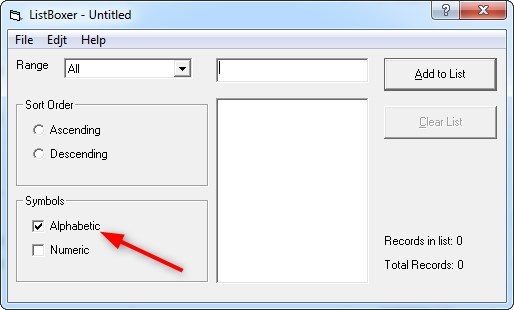 ListBoxer - Untitled
File Edjt Help
Range All
Add to List
Sort Order
Ascending
Descending
Clear List
Symbols
Alphabetic
Numeric
Records in list: 0
Total Records: 0